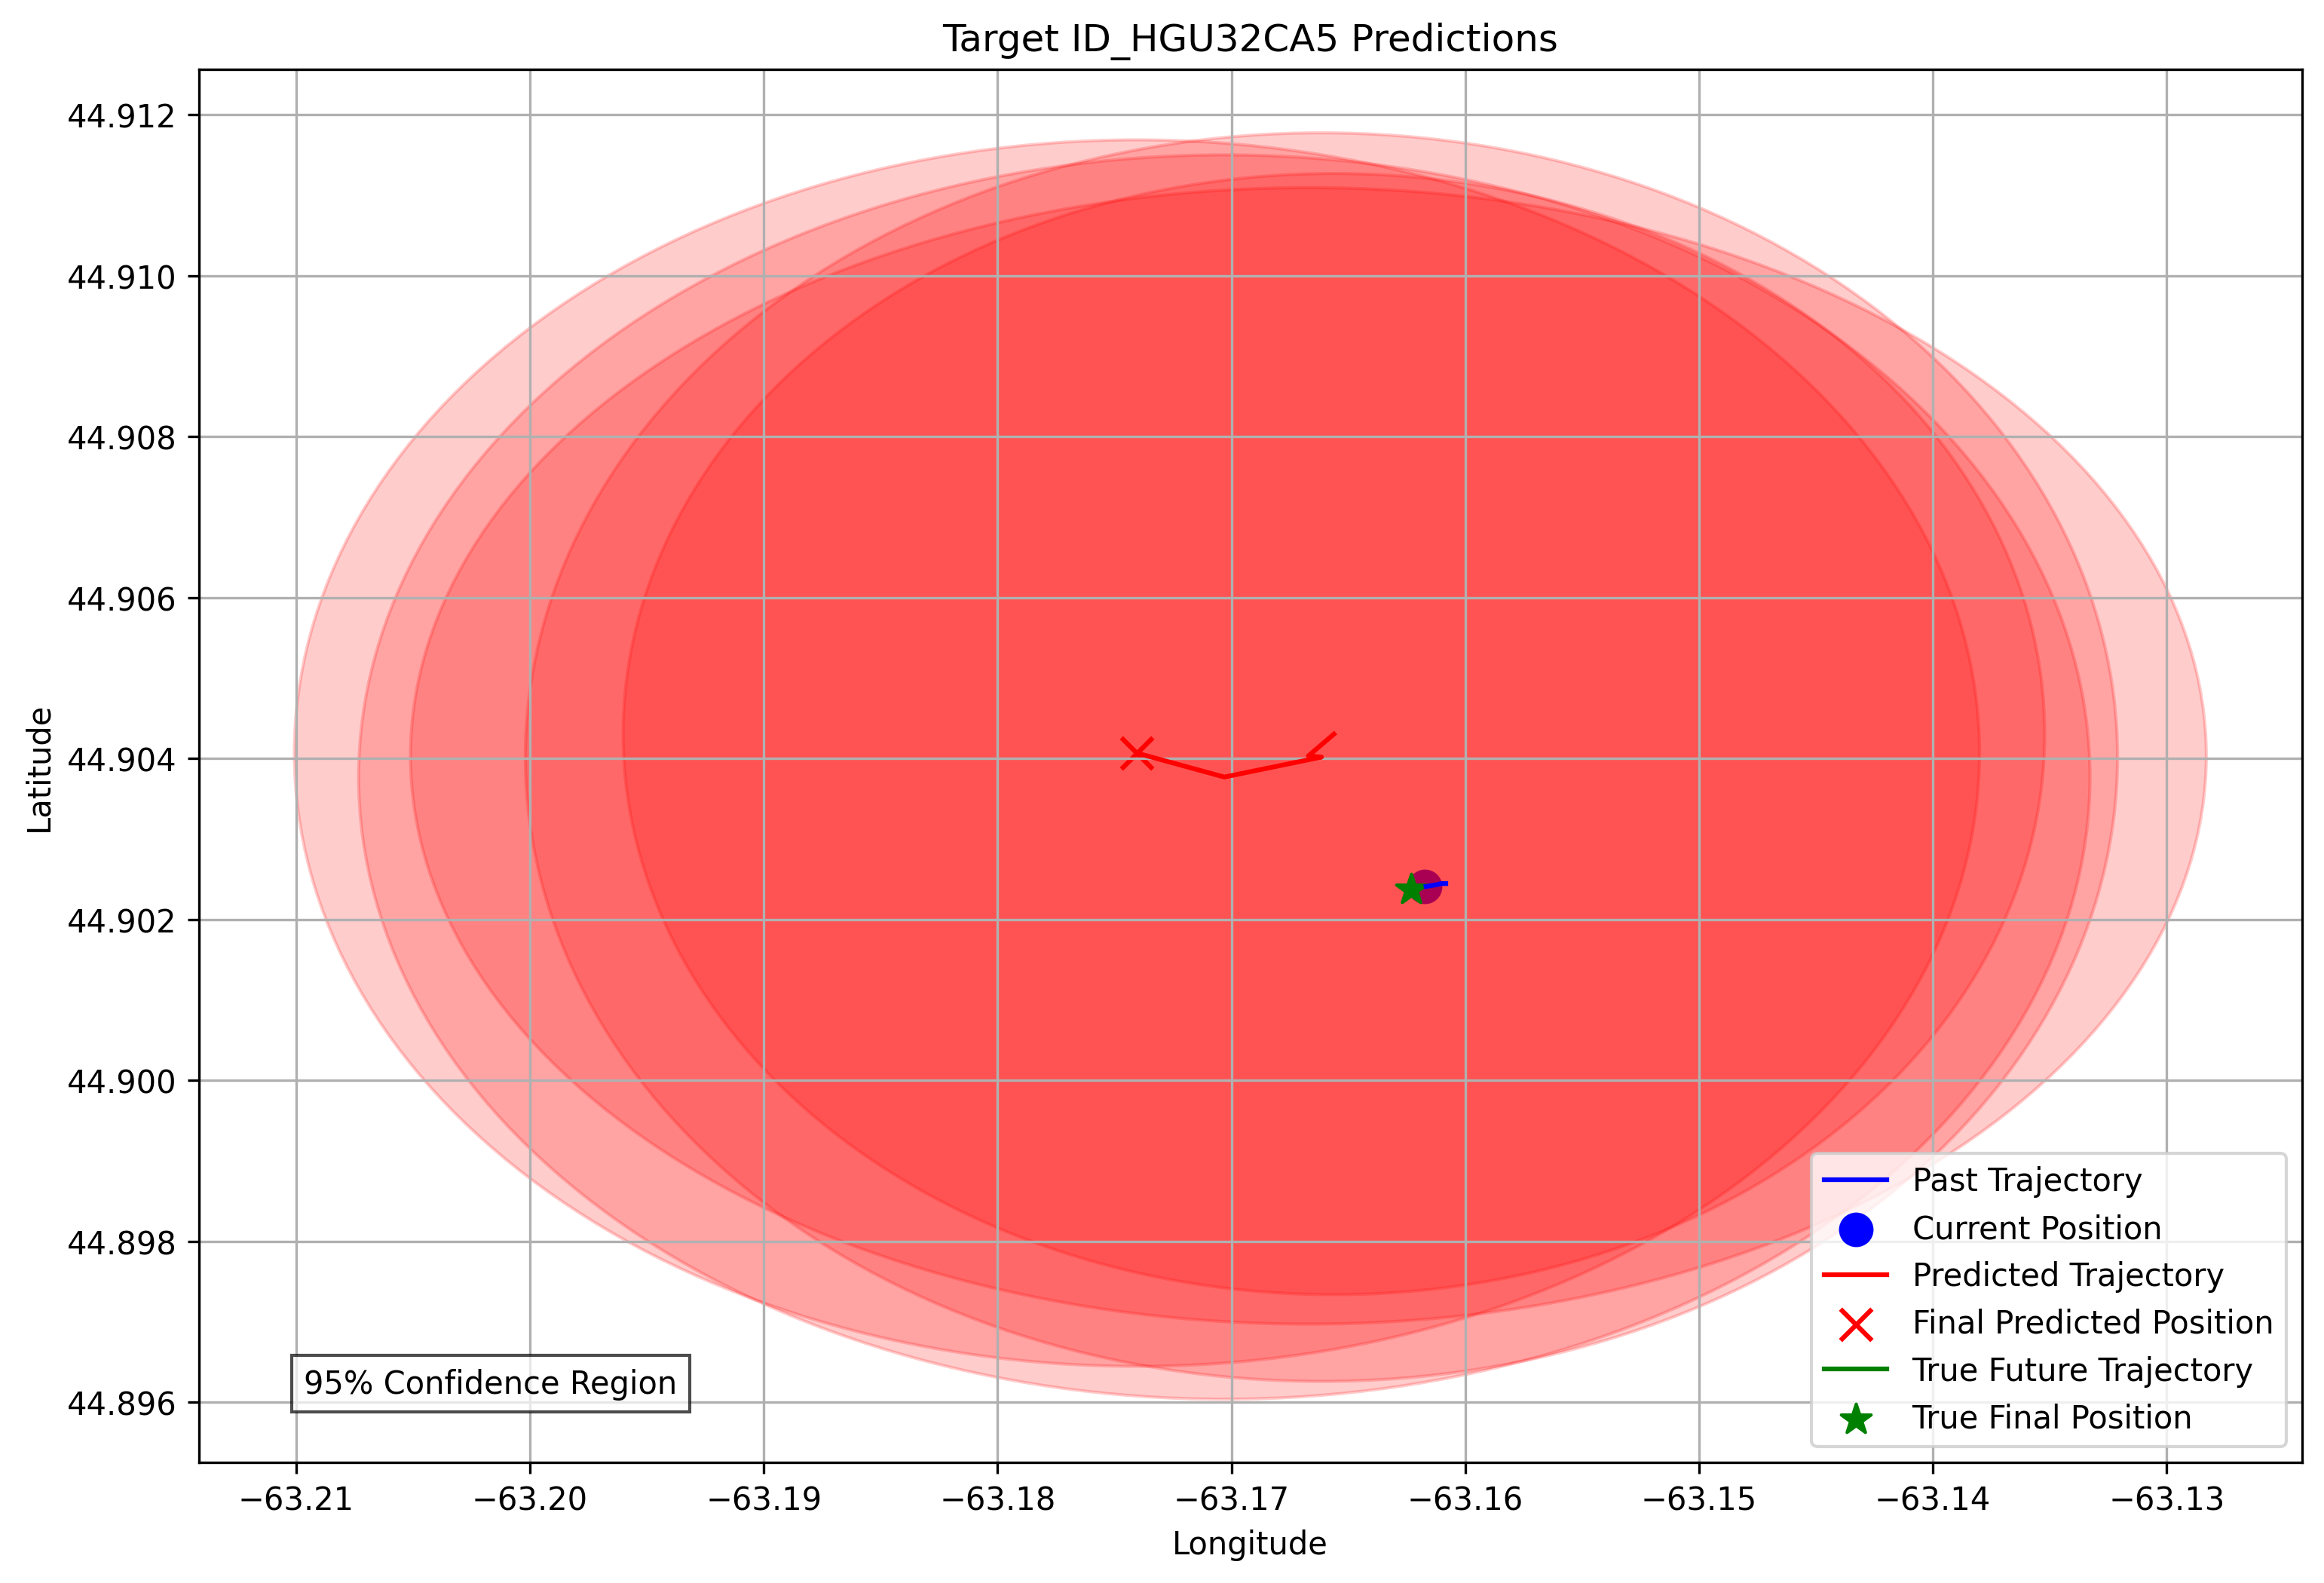 Target ID_HGU32CA5 Predictions
Latitude
44.912
44.910
44.908
44.906
44.904
44.902
44.900
44.898
44.896
95% Confidence Region
Past Trajectory
Current Position
Predicted Trajectory
Final Predicted Position
True Future Trajectory
True Final Position
−63.21 −63.20 −63.19 −63.18 −63.17 −63.16 −63.15 −63.14 −63.13
Longitude